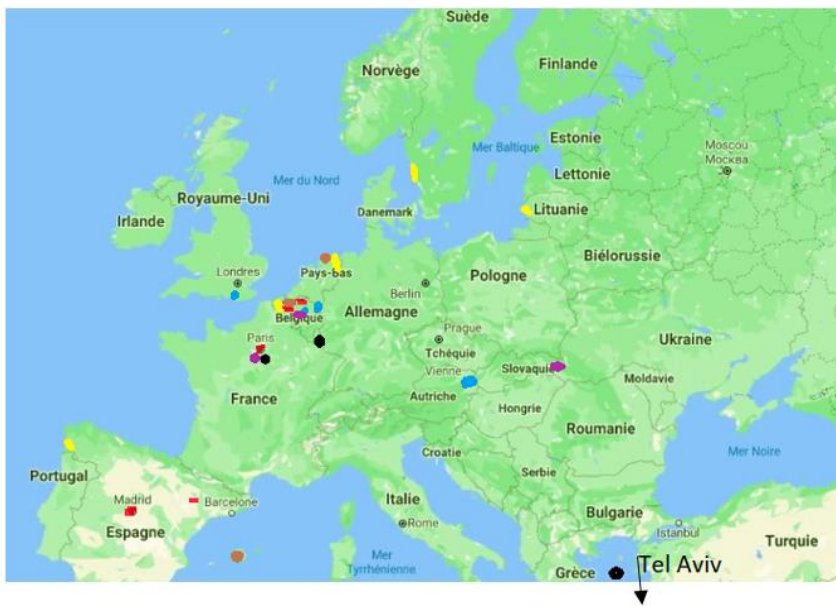 Suède
Finlande
Norvège
Estonie
Moscou
Москва
Mer Baltique
Lettonie
Mer du Nord
Royaume-Uni
Danemark
Lituanie
Irlande
Biélorussie
Londres
Pays-Bas
Pologne
Berlin
Belgique
Allemagne
Paris
Prague
Ukraine
Tchéquie
Vienne
Slovaquie
Moldavie
France
Autriche
Hongrie
Roumanie
Croatie
Mer Noire
Portugal
Serbie
Madrid
Barcelone
Italie
Rome
Bulgarie
Espagne
Istanbul
Turquie
Mer
Tyrrhénienne
Grèce
Tel Aviv